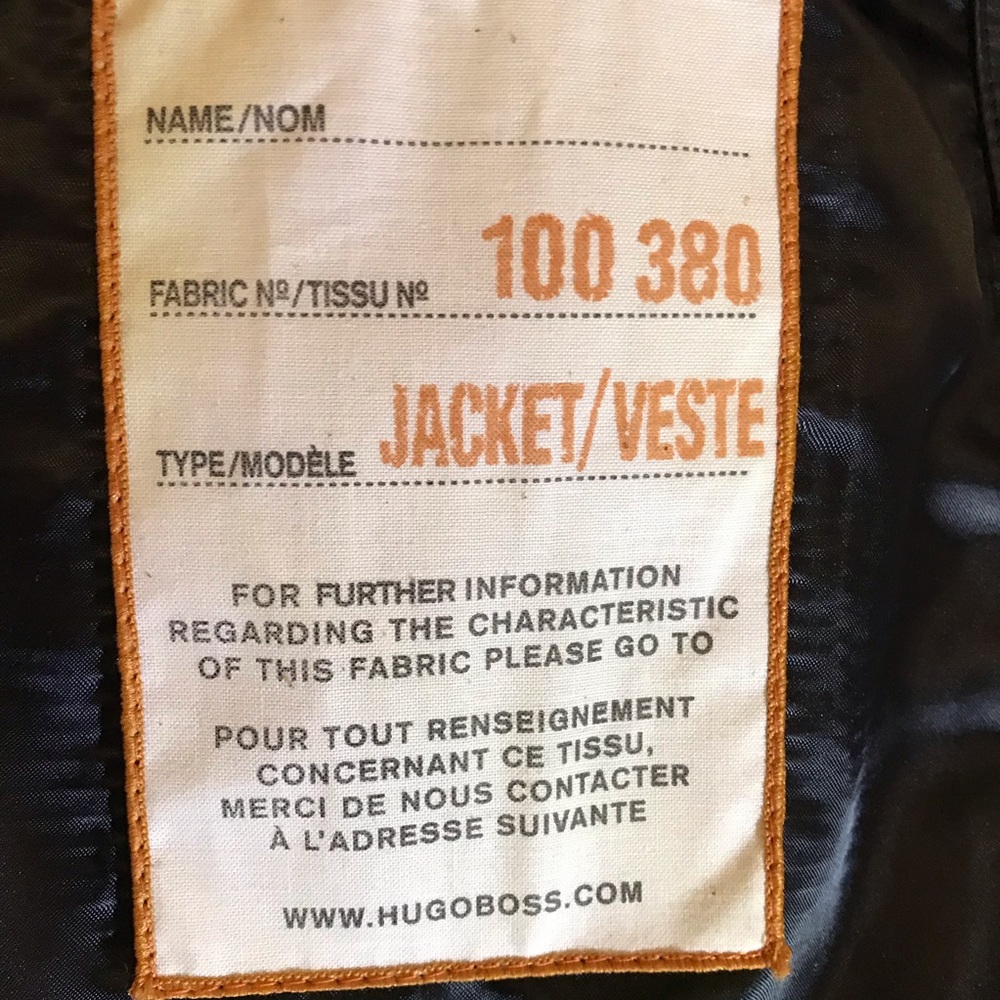 NAME/NOM
FABRIC Nº/TISSU Nº 100 380
TYPE/MODÈLE JACKET/VESTE
FOR FURTHER INFORMATION
REGARDING THE CHARACTERISTIC
OF THIS FABRIC PLEASE GO TO
POUR TOUT RENSEIGNEMENT
CONCERNANT CE TISSU,
MERCI DE NOUS CONTACTER
À L'ADRESSE SUIVANTE
WWW.HUGOBOSS.COM